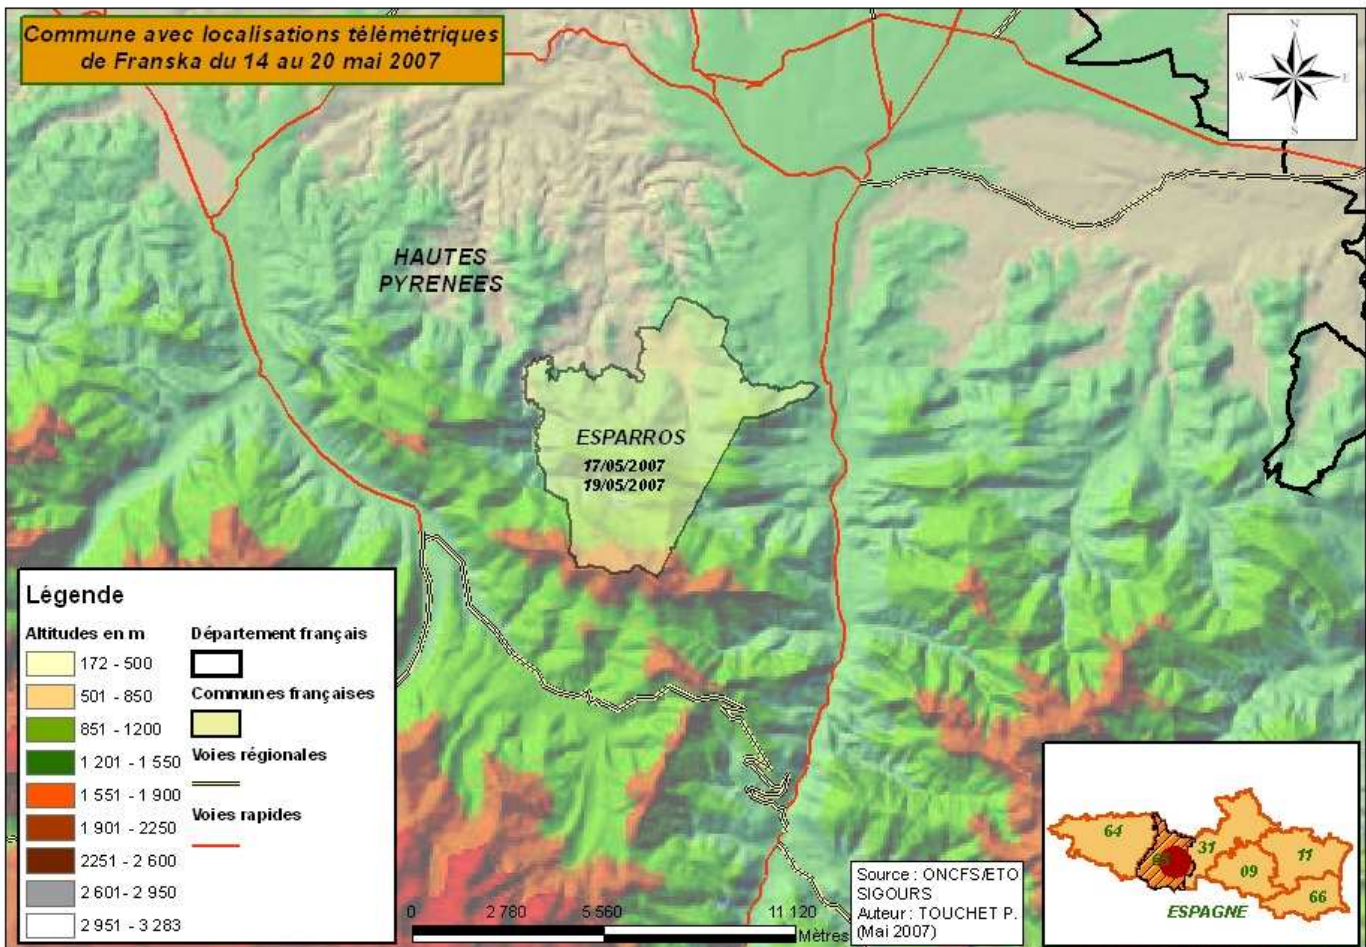 Commune avec localisations télémétriques
de Franska du 14 au 20 mai 2007
N
W
E
S
HAUTES
PYRENEES
ESPARROS
17/05/2007
19/05/2007
Légende
Altitudes en m
172 - 500
501 - 850
851 - 1200
1 201 - 1 550
1 551 - 1 900
1 901 - 2250
2251 - 2 600
2 601 - 2 950
2 951 - 3 283
Département français
Communes françaises
Voies régionales
Voies rapides
0 2 780 5 560 11 120
Mètres
Source : ONCFS/ETO
SIGOURS
Auteur : TOUCHET P.
(Mai 2007)
64
31
09
11
66
ESPAGNE